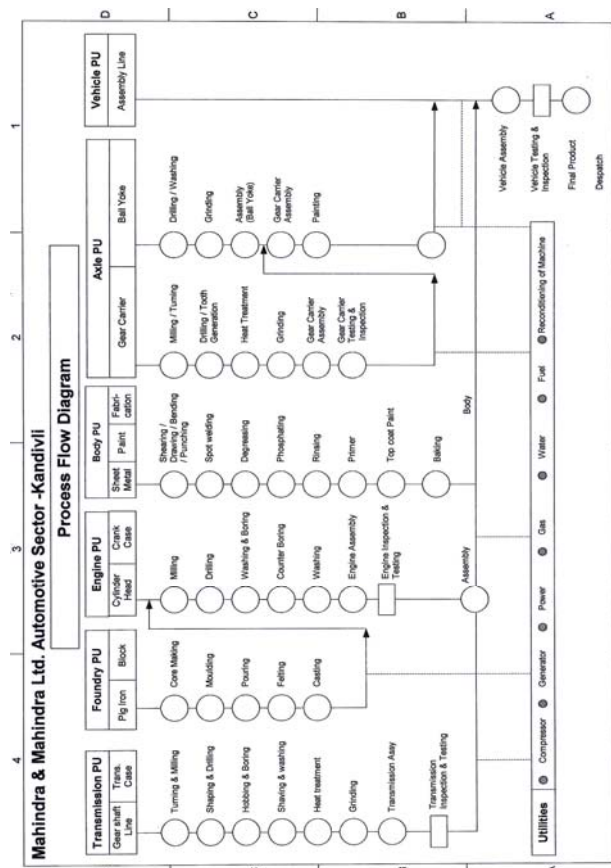 Mahindra & Mahindra Ltd. Automotive Sector -Kandivli
Process Flow Diagram
4
3
2
1
D
C
B
A
Transmission PU
Gear shaft
Line
Trans.
Case
Turning & Milling
Shaping & Drilling
Hobbing & Boring
Shaving & washing
Heat treatment
Grinding
Transmission Assy
Transmission
Inspection & Testing
Foundry PU
Pig Iron
Block
Core Making
Moulding
Pouring
Felting
Casting
Engine PU
Cylinder
Head
Crank
Case
Milling
Drilling
Washing & Boring
Counter Boring
Washing
Engine Assembly
Engine Inspection &
Testing
Assembly
Body PU
Sheet
Metal
Paint
Fabri-
cation
Shearing /
Drawing / Bending
/ Punching
Spot welding
Degressing
Phosphating
Rinsing
Primer
Top coat Paint
Baking
Body
Axle PU
Gear Carrier
Ball Yoke
Milling / Turning
Drilling / Tooth
Generation
Heat Treatment
Grinding
Gear Carrier
Assembly
Gear Carrier
Testing &
Inspection
Drilling / Washing
Grinding
Assembly
(Ball Yoke)
Gear Carrier
Assembly
Painting
Vehicle PU
Assembly Line
Vehicle Assembly
Vehicle Testing &
Inspection
Final Product
Despatch
Utilities
Compressor
Generator
Power
Gas
Water
Fuel
Reconditioning of Machine